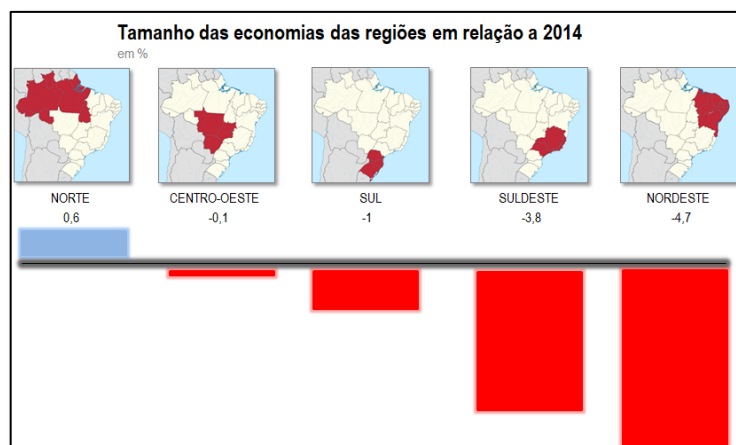 Tamanho das economias das regiões em relação a 2014
em %
NORTE CENTRO-OESTE SUL SULDESTE NORDESTE
0,6 -0,1 -1 -3,8 -4,7